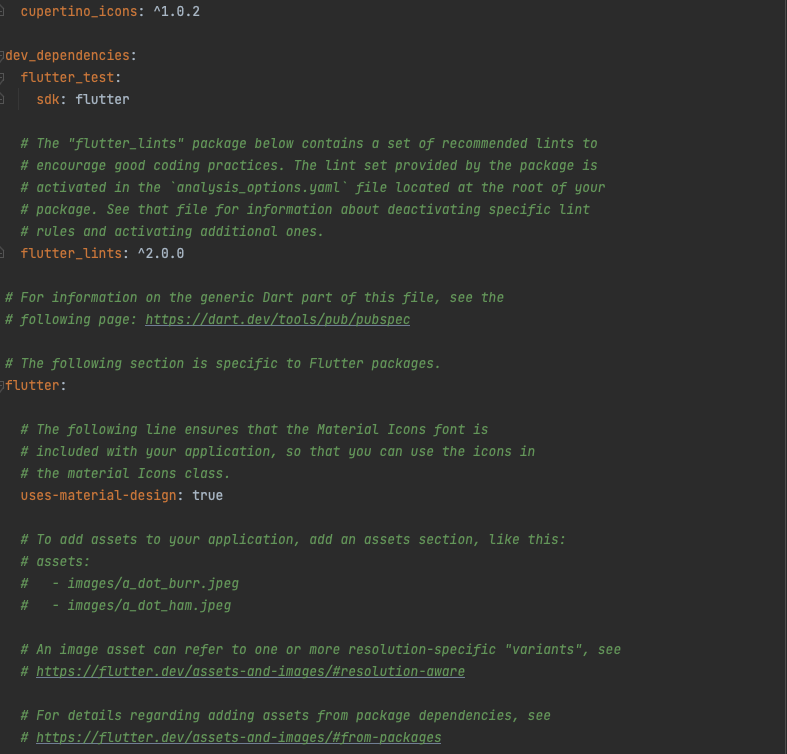 cupertino_icons: ^1.0.2
dev_dependencies:
flutter_test:
sdk: flutter
# The "flutter_lints" package below contains a set of recommended lints to
# encourage good coding practices. The lint set provided by the package is
# activated in the `analysis_options.yaml` file located at the root of your
# package. See that file for information about deactivating specific lint
# rules and activating additional ones.
flutter_lints: ^2.0.0
# For information on the generic Dart part of this file, see the
# following page: https://dart.dev/tools/pub/pubspec
# The following section is specific to Flutter packages.
flutter:
# The following line ensures that the Material Icons font is
# included with your application, so that you can use the icons in
# the material Icons class.
uses-material-design: true
# To add assets to your application, add an assets section, like this:
# assets:
#   - images/a_dot_burr.jpeg
#   - images/a_dot_ham.jpeg
# An image asset can refer to one or more resolution-specific "variants", see
# https://flutter.dev/assets-and-images/#resolution-aware
# For details regarding adding assets from package dependencies, see
# https://flutter.dev/assets-and-images/#from-packages